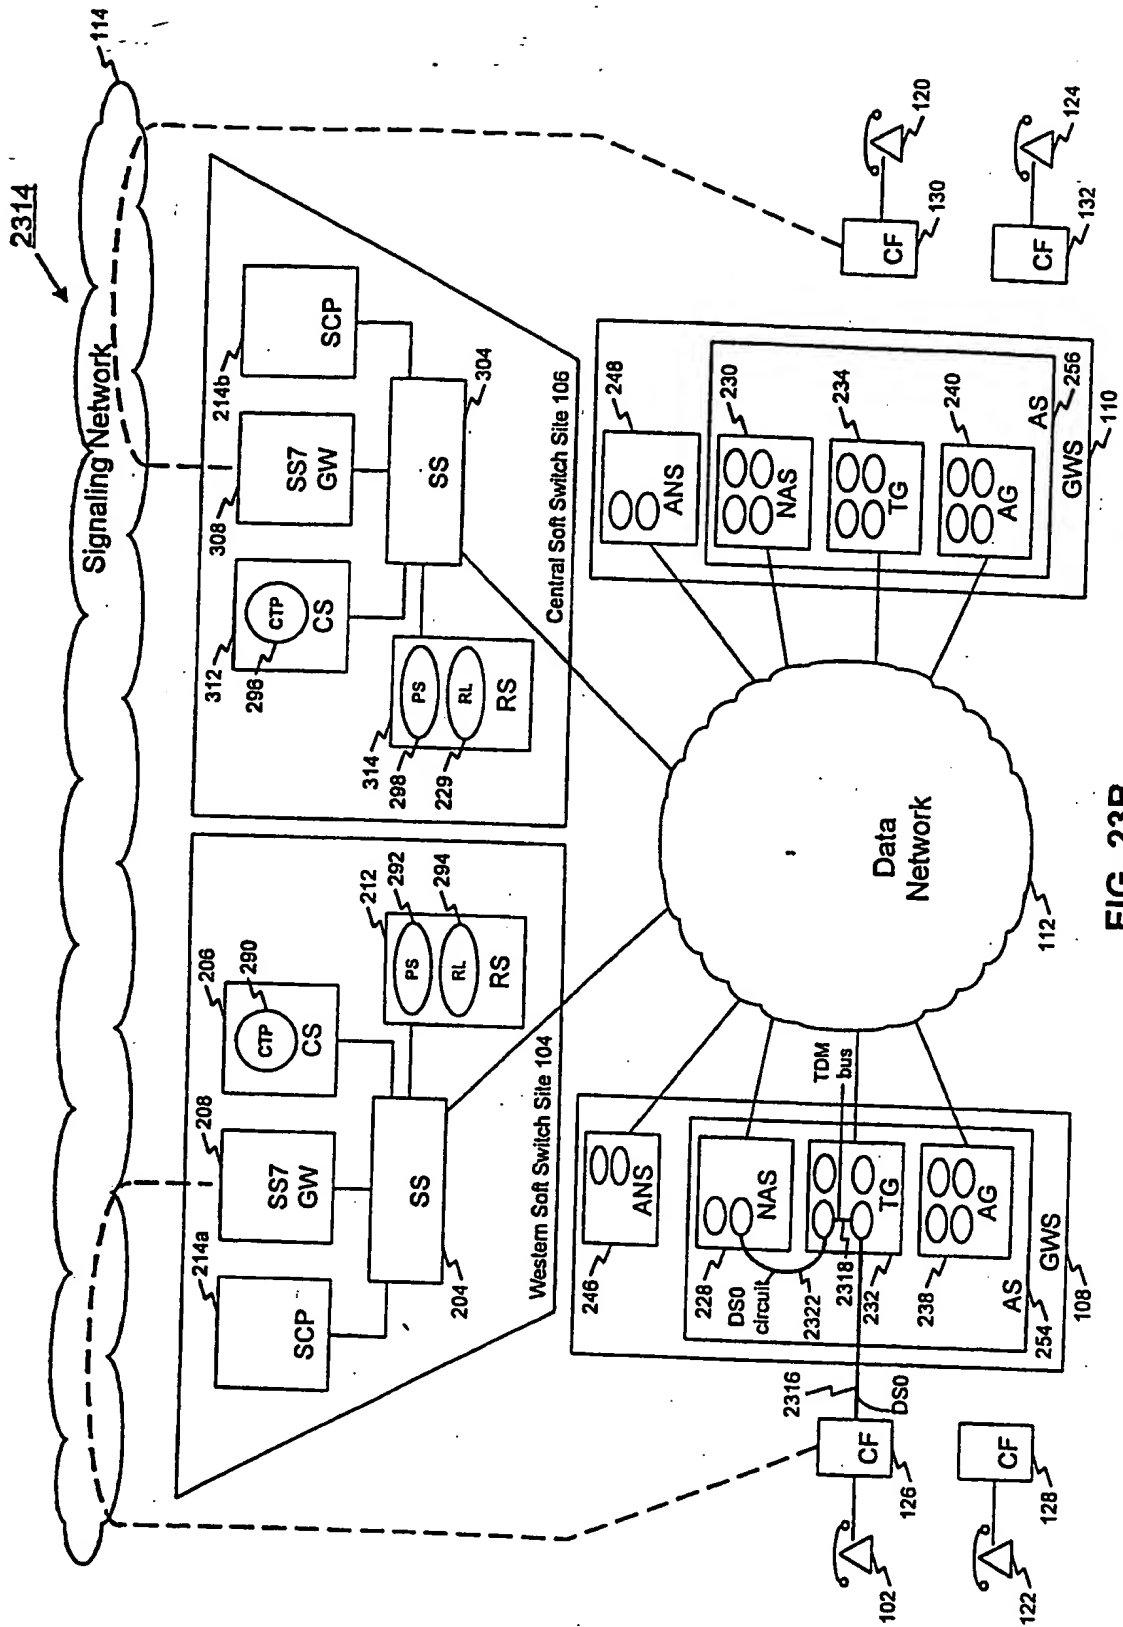 2314
114
Signaling Network
214a
SCP
208
SS7
GW
206
290
CTP
CS
212
292
294
PS
RL
RS
SS
204
Western Soft Switch Site 104
312
296
CTP
CS
308
SS7
GW
214b
SCP
314
298
229
PS
RL
RS
SS
304
Central Soft Switch Site 106
246
ANS
228
NAS
DS0
circuit
2322
2318
232
TG
TDM
bus
238
AG
AS
254
GWS
108
2316
DS0
CF
126
102
CF
128
122
Data
Network
112
248
ANS
230
NAS
234
TG
240
AG
AS
256
GWS
110
CF
130
120
CF
132
124
FIG. 23B